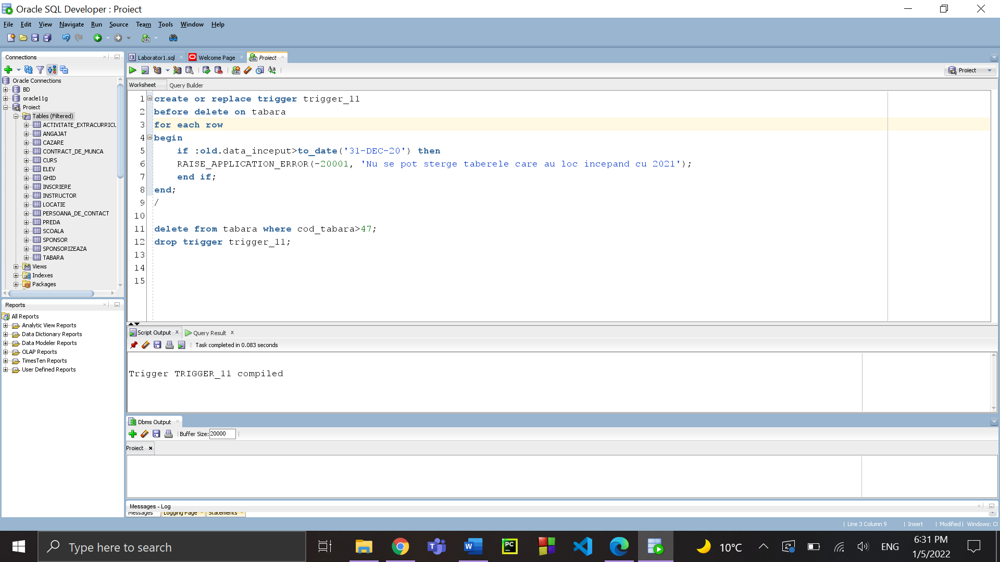 Oracle SQL Developer : Proiect
File Edit View Navigate Run Source Team Tools Window Help
Connections
Laborator1.sql Welcome Page Proiect
Proiect
Oracle Connections
BD
oracle11g
Proiect
Tables (Filtered)
ACTIVITATE_EXTRACURRICU
ANGAJAT
CAZARE
CONTRACT_DE_MUNCA
CURS
ELEV
GHID
INSCRIERE
INSTRUCTOR
LOCATIE
PERSOANA_DE_CONTACT
PREDA
SCOALA
SPONSOR
SPONSORIZEAZA
TABARA
Views
Indexes
Packages
Reports
All Reports
Analytic View Reports
Data Dictionary Reports
Data Modeler Reports
OLAP Reports
TimesTen Reports
User Defined Reports
Worksheet Query Builder
1 create or replace trigger trigger_11
2 before delete on tabara
3 for each row
4 begin
5 if :old.data_inceput>to_date('31-DEC-20') then
6 RAISE_APPLICATION_ERROR(-20001, 'Nu se pot sterge taberele care au loc incepand cu 2021');
7 end if;
8 end;
9 /
10
11 delete from tabara where cod_tabara>47;
12 drop trigger trigger_11;
13
14
15
Script Output x Query Result x
Task completed in 0.083 seconds
Trigger TRIGGER_11 compiled
Dbms Output
Buffer Size: 20000
Proiect x
Messages - Log
Messages Logging Page Statements
Line 3 Column 9 Insert Modified Windows: Cl
Type here to search
PC
10°C ENG
6:31 PM
1/5/2022